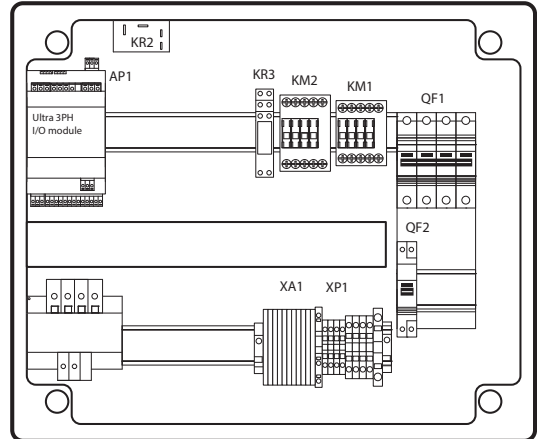 KR2
AP1
KR3
KM2
KM1
QF1
Ultra 3PH
I/O module
QF2
XA1
XP1